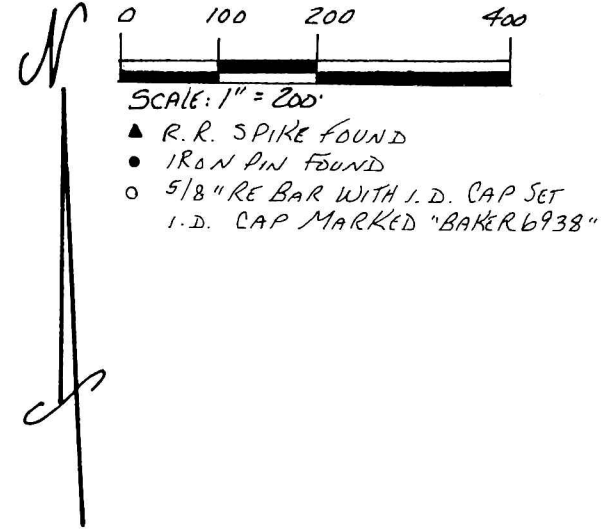 N
0 100 200 400
SCALE: 1" = 200'
R.R. SPIKE FOUND
IRON PIN FOUND
5/8" RE BAR WITH I.D. CAP SET
I.D. CAP MARKED "BAKER 6938"